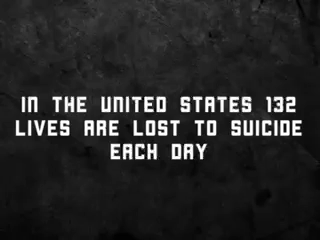 IN THE UNITED STATES 132
LIVES ARE LOST TO SUICIDE
EACH DAY